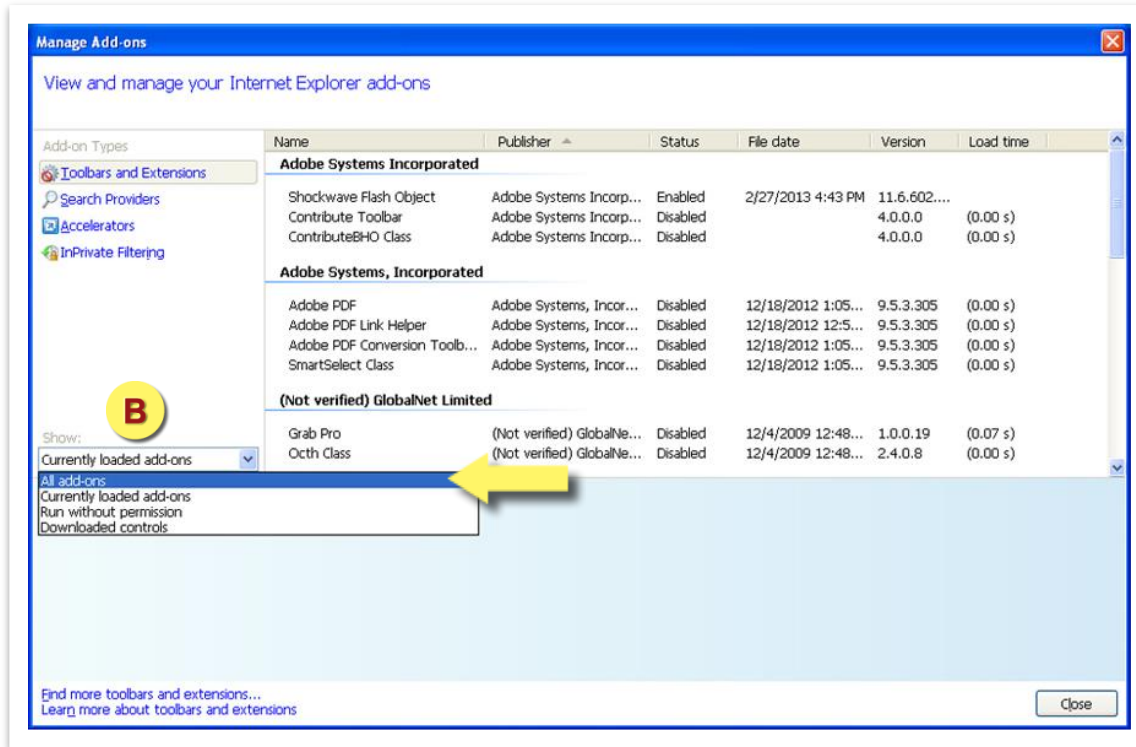 Manage Add-ons
View and manage your Internet Explorer add-ons
Add-on Types
Toolbars and Extensions
Search Providers
Accelerators
InPrivate Filtering
Name Publisher Status File date Version Load time
Adobe Systems Incorporated
Shockwave Flash Object Adobe Systems Incorp... Enabled 2/27/2013 4:43 PM 11.6.602....
Contribute Toolbar Adobe Systems Incorp... Disabled 4.0.0.0 (0.00 s)
ContributeBHO Class Adobe Systems Incorp... Disabled 4.0.0.0 (0.00 s)
Adobe Systems, Incorporated
Adobe PDF Adobe Systems, Incor... Disabled 12/18/2012 1:05... 9.5.3.305 (0.00 s)
Adobe PDF Link Helper Adobe Systems, Incor... Disabled 12/18/2012 12:5... 9.5.3.305 (0.00 s)
Adobe PDF Conversion Toolb... Adobe Systems, Incor... Disabled 12/18/2012 1:05... 9.5.3.305 (0.00 s)
SmartSelect Class Adobe Systems, Incor... Disabled 12/18/2012 1:05... 9.5.3.305 (0.00 s)
(Not verified) GlobalNet Limited
Grab Pro (Not verified) GlobalNe... Disabled 12/4/2009 12:48... 1.0.0.19 (0.07 s)
Octh Class (Not verified) GlobalNe... Disabled 12/4/2009 12:48... 2.4.0.8 (0.00 s)
B
Show:
Currently loaded add-ons
All add-ons
Currently loaded add-ons
Run without permission
Downloaded controls
Find more toolbars and extensions...
Learn more about toolbars and extensions
Close